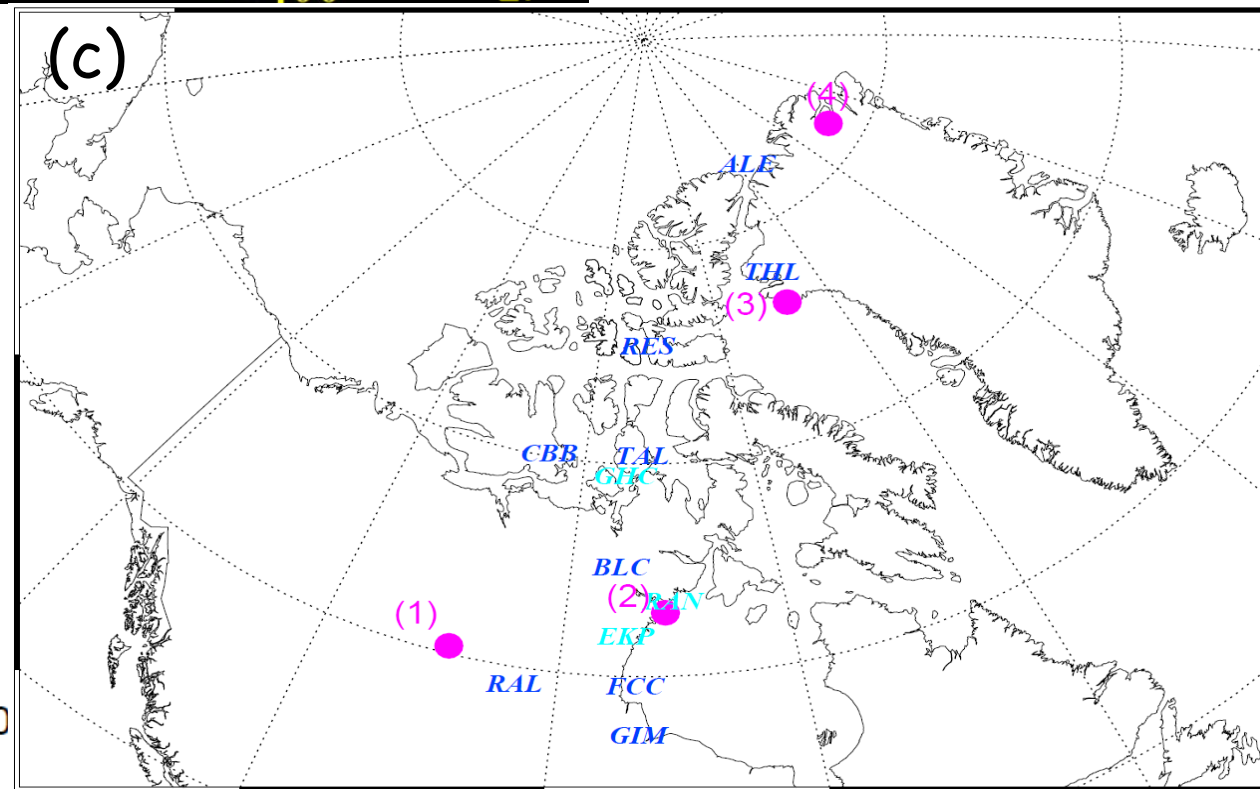 (c)
(4)
ALE
THL
(3)
RES
CBB
TAL
GHC
BLC
(2)
RAN
(1)
EKP
RAL
FCC
GIM